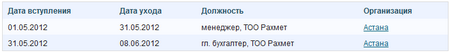 Дата вступления Дата ухода Должность Организация
01.05.2012 31.05.2012 менеджер, ТОО Рахмет Астана
31.05.2012 08.06.2012 гл. бухгалтер, ТОО Рахмет Астана